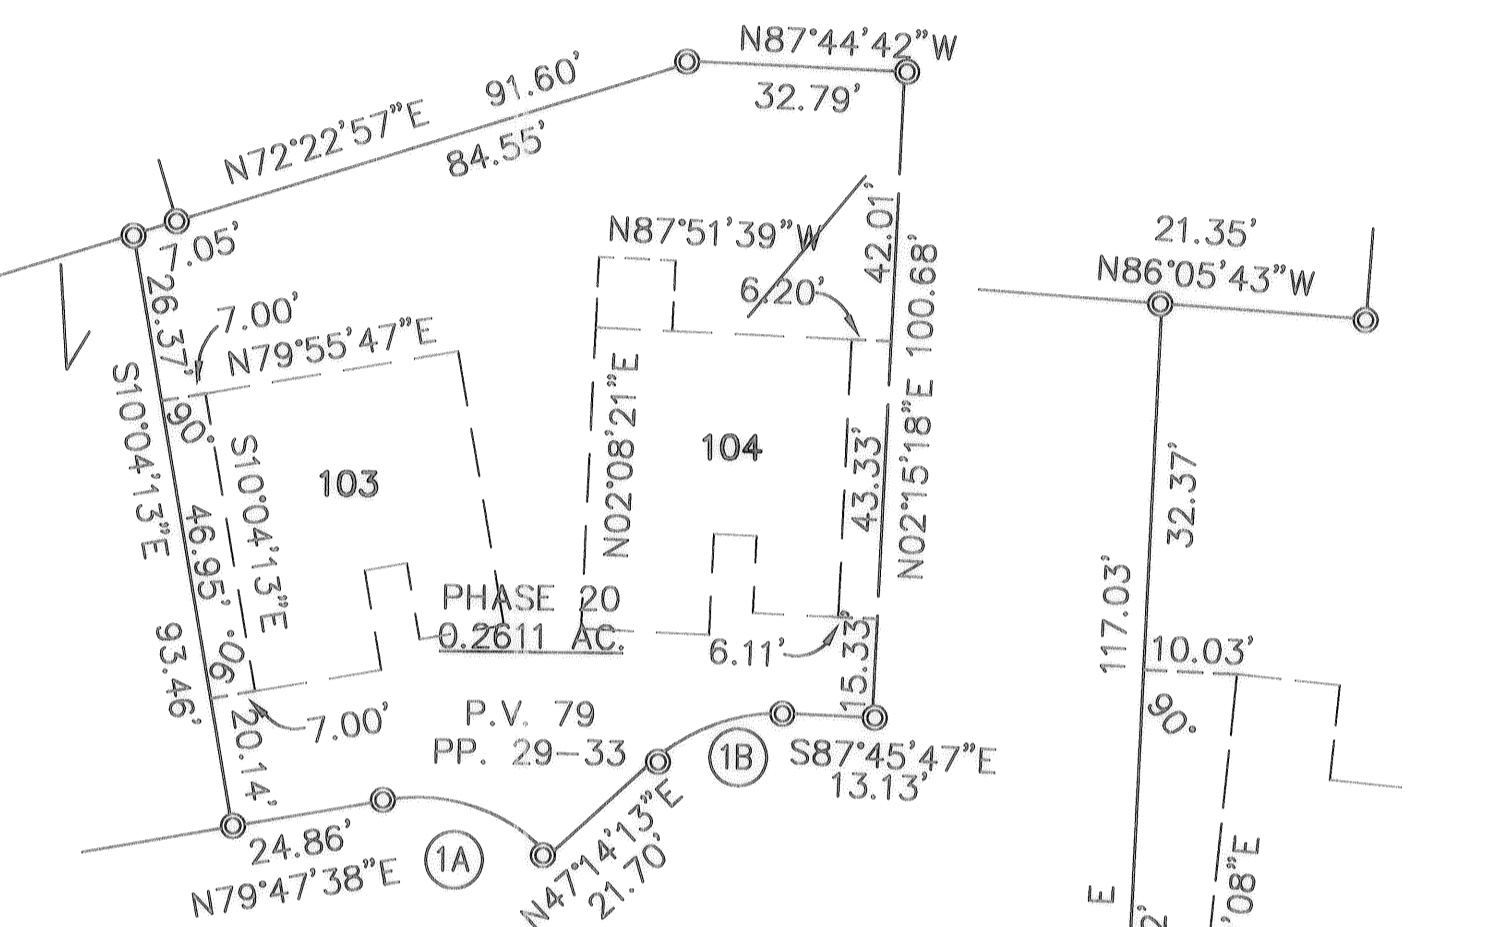 N87°44'42"W
32.79'
91.60'
N72°22'57"E
84.55'
7.05'
26.37'
7.00'
N79°55'47"E
S10°04'13"E
90°
S10°04'13"E
46.95'
93.46'
90°
103
20.14'
7.00'
N87°51'39"W
6.20'
42.01'
100.68'
N02°08'21"E
104
43.33'
N02°15'18"E
PHASE 20
0.2611 AC.
6.11'
15.33'
P.V. 79
PP. 29-33
1B
S87°45'47"E
13.13'
24.86'
N79°47'38"E
1A
N47°14'13"E
21.70'
21.35'
N86°05'43"W
32.37'
117.03'
10.03'
90°
E
2'
'08"E